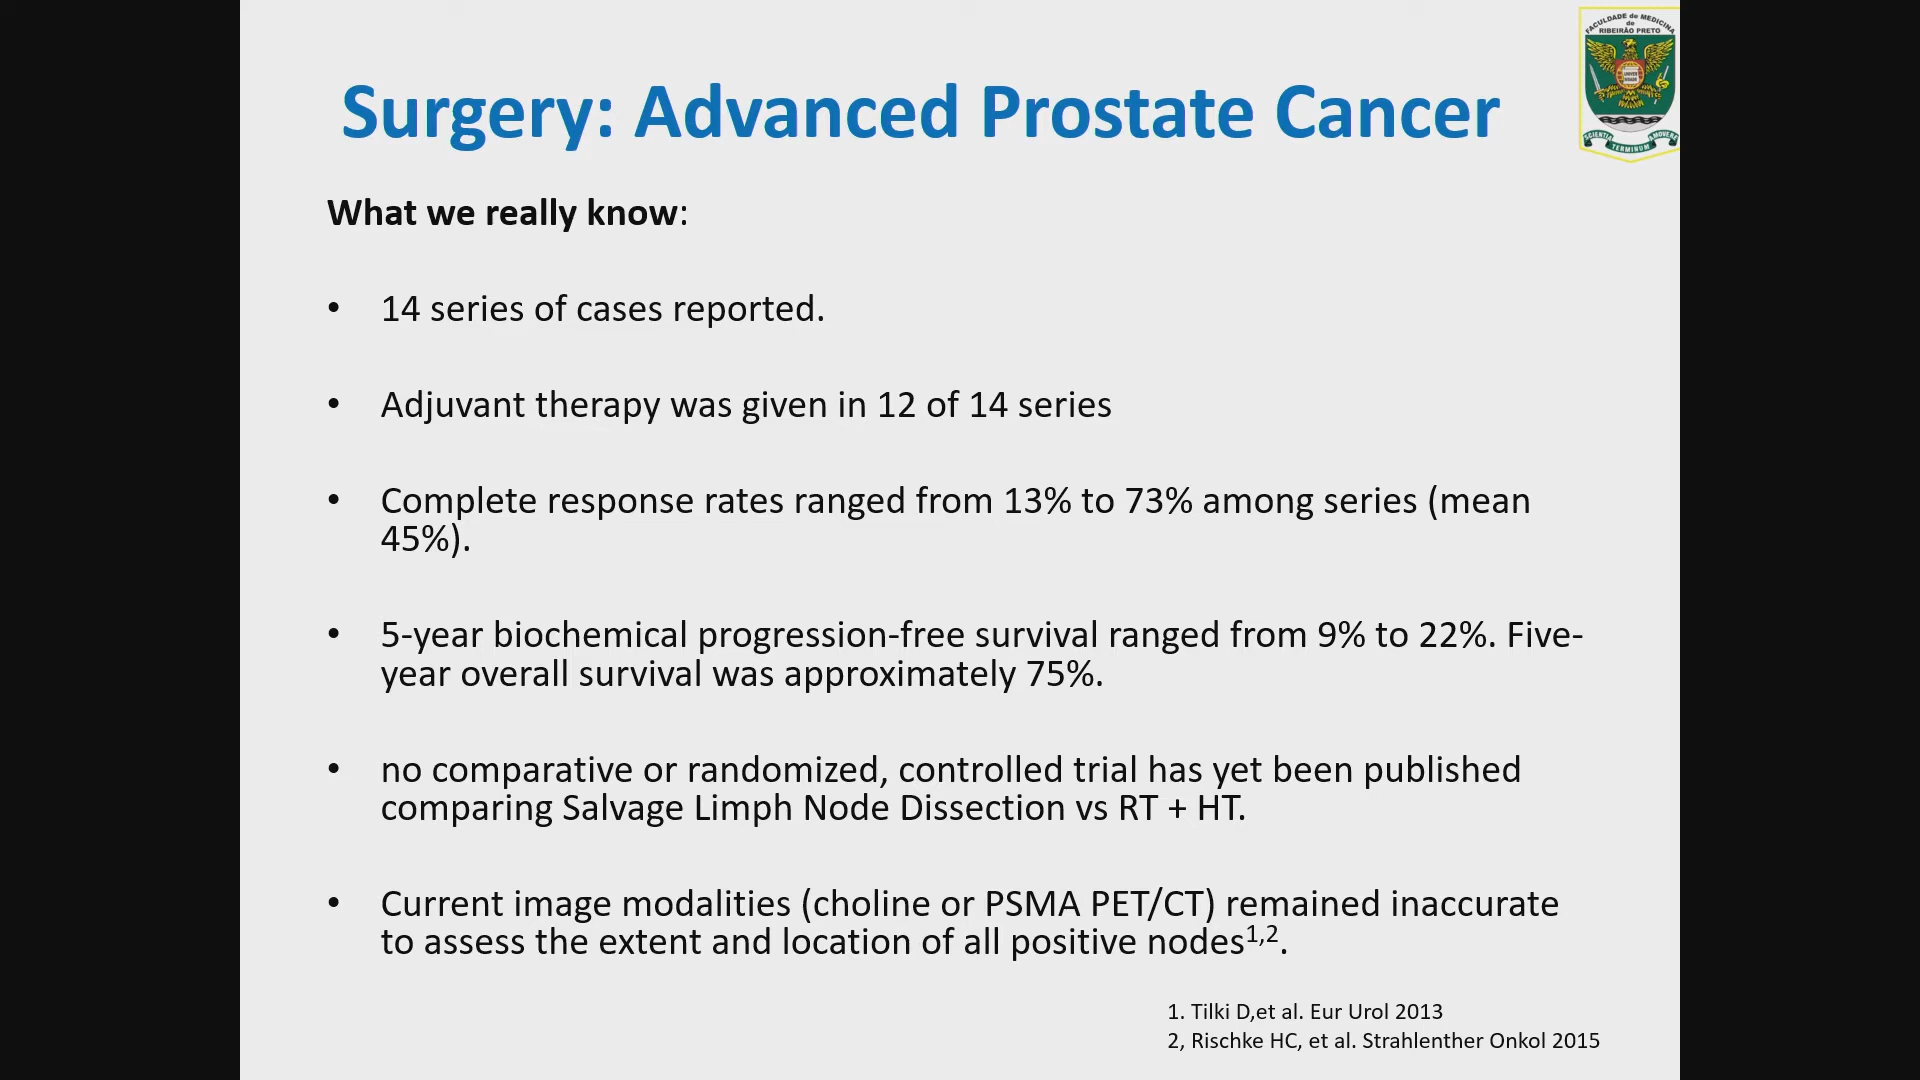 FACULDADE de MEDICINA
de
RIBEIRÃO PRETO
SCIENTIA TERMINUM MOVERE
Surgery: Advanced Prostate Cancer
What we really know:
• 14 series of cases reported.
• Adjuvant therapy was given in 12 of 14 series
• Complete response rates ranged from 13% to 73% among series (mean
45%).
• 5-year biochemical progression-free survival ranged from 9% to 22%. Five-
year overall survival was approximately 75%.
• no comparative or randomized, controlled trial has yet been published
comparing Salvage Limph Node Dissection vs RT + HT.
• Current image modalities (choline or PSMA PET/CT) remained inaccurate
to assess the extent and location of all positive nodes1,2.
1. Tilki D,et al. Eur Urol 2013
2, Rischke HC, et al. Strahlenther Onkol 2015